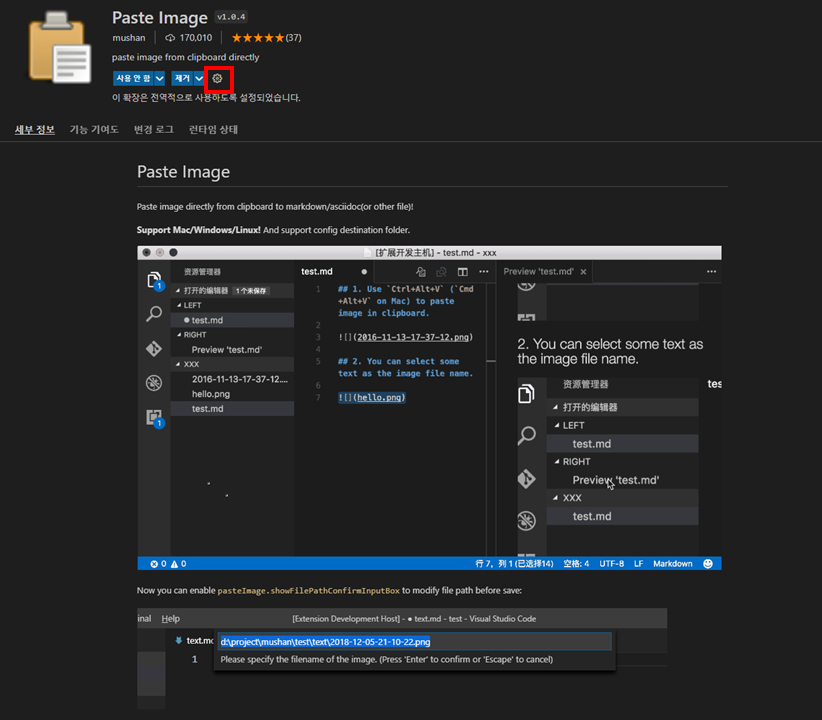 Paste Image v1.0.4
mushan 170,010 (37)
paste image from clipboard directly
사용 안 함 제거
이 확장은 전역적으로 사용하도록 설정되었습니다.
세부 정보 기능 기여도 변경 로그 런타임 상태
Paste Image
Paste image directly from clipboard to markdown/asciidoc(or other file)!
Support Mac/Windows/Linux! And support config destination folder.
[扩展开发主机] - test.md - xxx
资源管理器
打开的编辑器 1 个未保存
LEFT
test.md
RIGHT
Preview 'test.md'
XXX
2016-11-13-17-37-12....
hello.png
test.md
1
1
test.md
1 ## 1. Use `Ctrl+Alt+V` (`Cmd
+Alt+V` on Mac) to paste
image in clipboard.
2
3 ![](2016-11-13-17-37-12.png)
4
5 ## 2. You can select some
text as the image file name.
6
7 ![](hello.png)
Preview 'test.md'
2. You can select some text as
the image file name.
资源管理器 tes
打开的编辑器
LEFT
test.md
RIGHT
Preview 'test.md'
XXX
test.md
0 0 行 7，列 1 (已选择14) 空格: 4 UTF-8 LF Markdown
Now you can enable pasteImage.showFilePathConfirmInputBox to modify file path before save:
inal Help [Extension Development Host] - • text.md - test - Visual Studio Code
text.md
d:\project\mushan\test\text\2018-12-05-21-10-22.png
1 Please specify the filename of the image. (Press 'Enter' to confirm or 'Escape' to cancel)